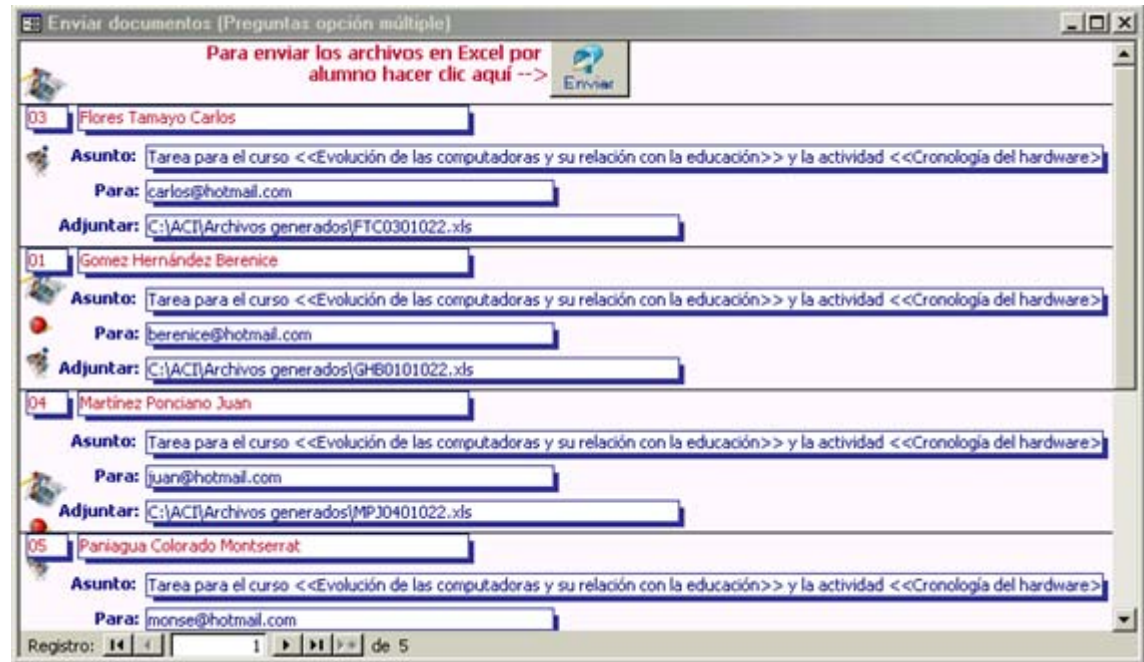 Enviar documentos (Preguntas opción múltiple)
Para enviar los archivos en Excel por
alumno hacer clic aquí -->
Enviar
03 Flores Tamayo Carlos
Asunto: Tarea para el curso <<Evolución de las computadoras y su relación con la educación>> y la actividad <<Cronología del hardware>
Para: carlos@hotmail.com
Adjuntar: C:\ACI\Archivos generados\FTC0301022.xls
01 Gomez Hernández Berenice
Asunto: Tarea para el curso <<Evolución de las computadoras y su relación con la educación>> y la actividad <<Cronología del hardware>
Para: berenice@hotmail.com
Adjuntar: C:\ACI\Archivos generados\GHB0101022.xls
04 Martínez Ponciano Juan
Asunto: Tarea para el curso <<Evolución de las computadoras y su relación con la educación>> y la actividad <<Cronología del hardware>
Para: juan@hotmail.com
Adjuntar: C:\ACI\Archivos generados\MPJ0401022.xls
05 Paniagua Colorado Montserrat
Asunto: Tarea para el curso <<Evolución de las computadoras y su relación con la educación>> y la actividad <<Cronología del hardware>
Para: monse@hotmail.com
Registro: 1 de 5